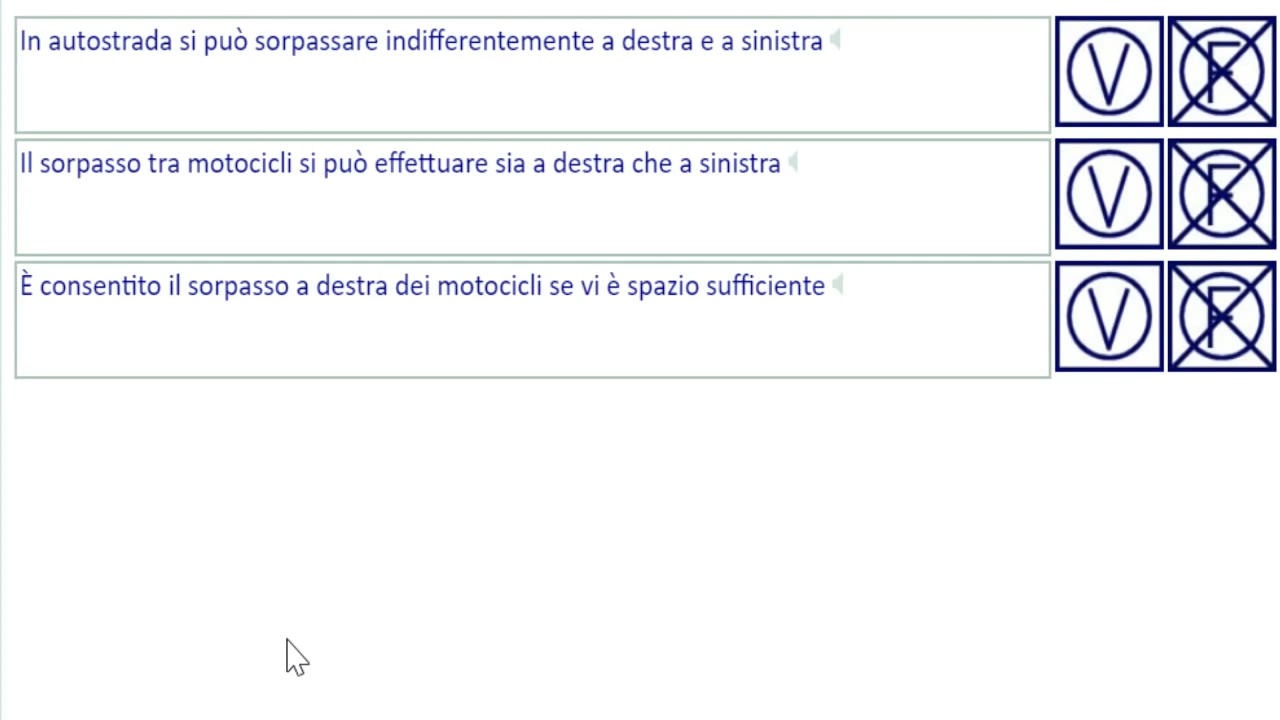 In autostrada si può sorpassare indifferentemente a destra e a sinistra V F
Il sorpasso tra motocicli si può effettuare sia a destra che a sinistra V F
È consentito il sorpasso a destra dei motocicli se vi è spazio sufficiente V F